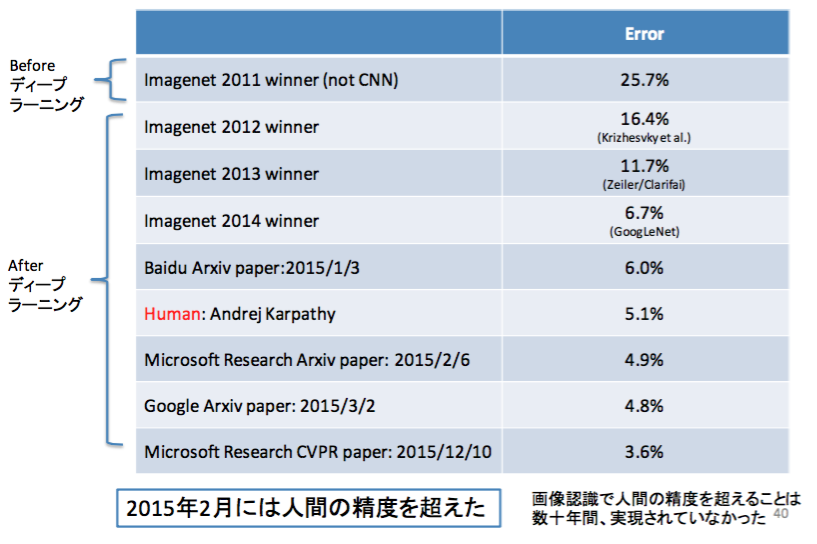 Error
Before
ディープ
ラーニング
Imagenet 2011 winner (not CNN) 25.7%
After
ディープ
ラーニング
Imagenet 2012 winner 16.4%
(Krizhesvky et al.)
Imagenet 2013 winner 11.7%
(Zeiler/Clarifai)
Imagenet 2014 winner 6.7%
(GoogLeNet)
Baidu Arxiv paper:2015/1/3 6.0%
Human: Andrej Karpathy 5.1%
Microsoft Research Arxiv paper: 2015/2/6 4.9%
Google Arxiv paper: 2015/3/2 4.8%
Microsoft Research CVPR paper: 2015/12/10 3.6%
2015年2月には人間の精度を超えた
画像認識で人間の精度を超えることは
数十年間、実現されていなかった 40